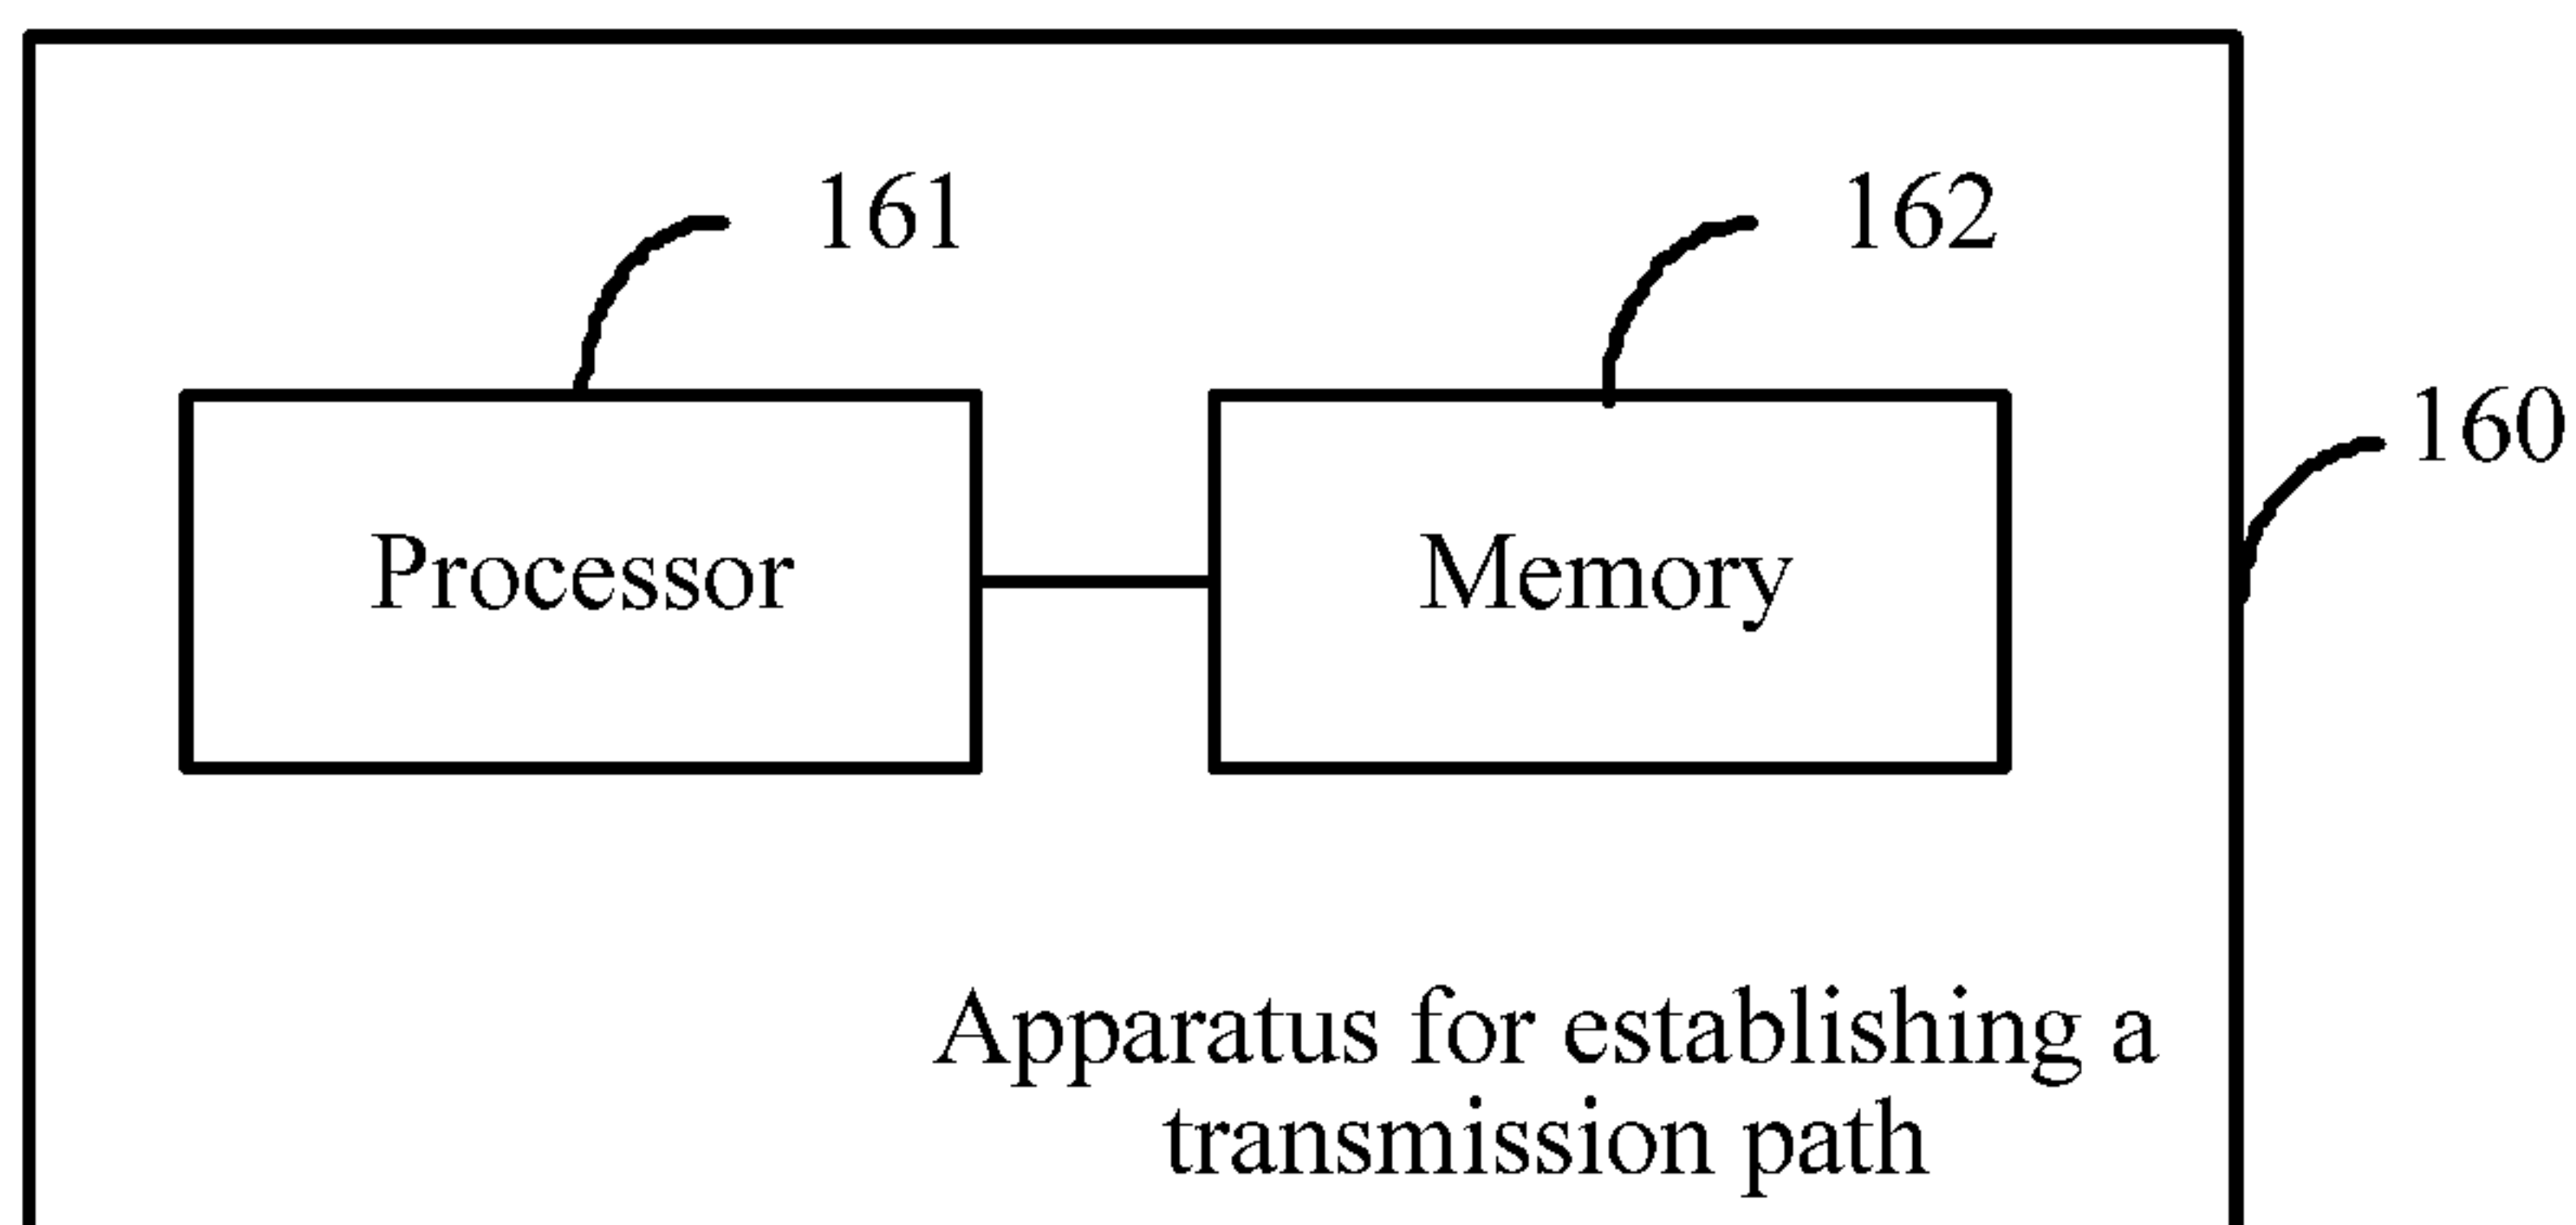 161
162
160
Processor
Memory
Apparatus for establishing a
transmission path